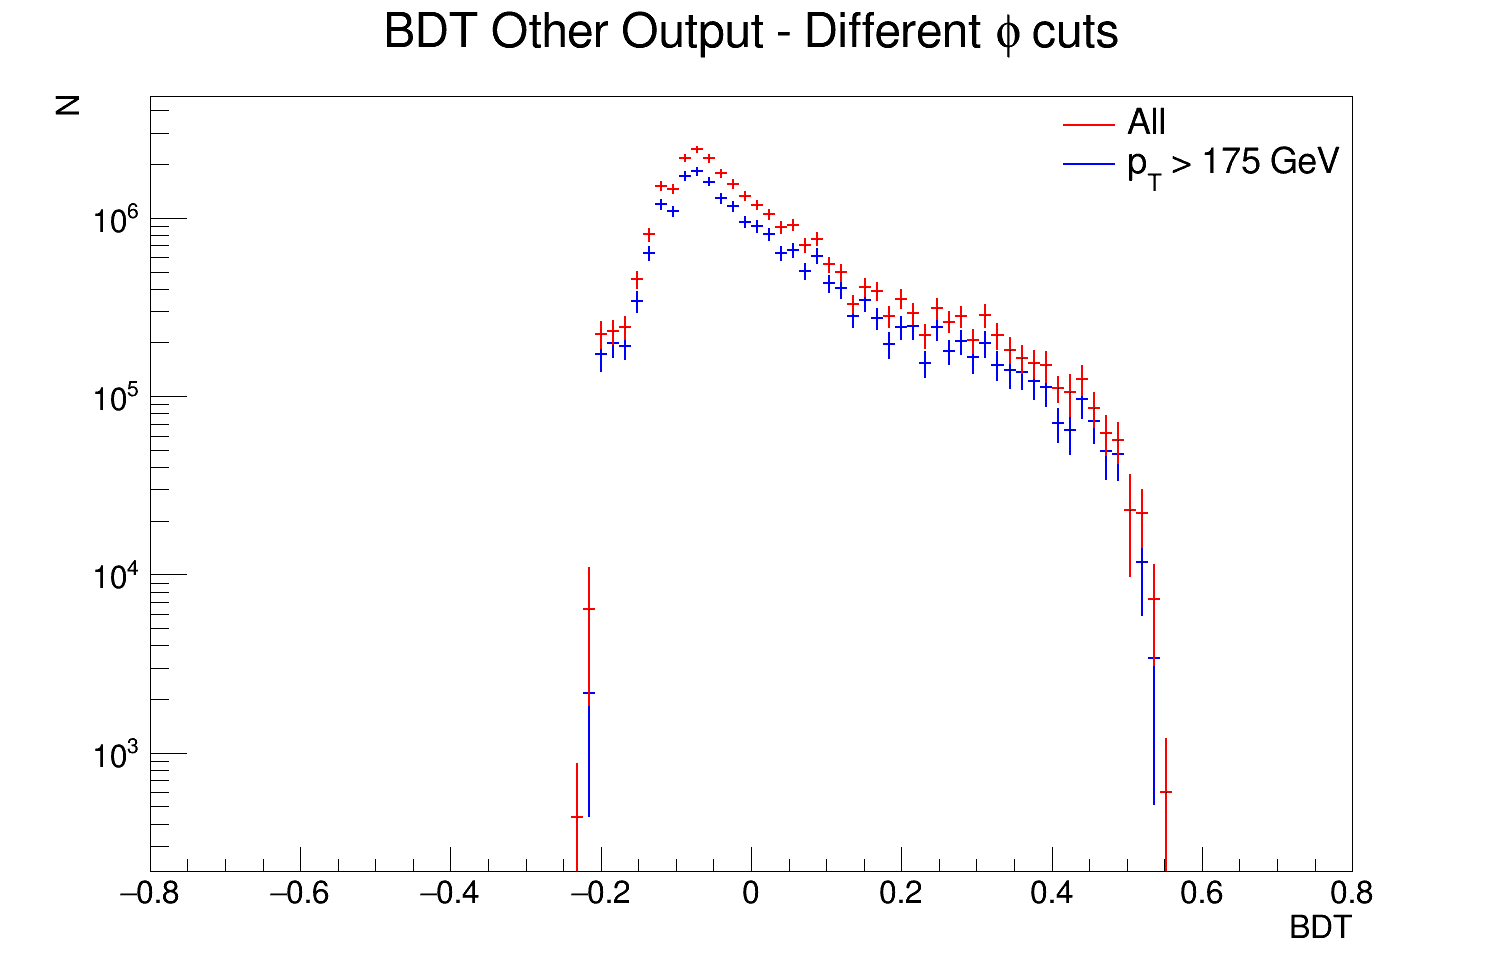 BDT Other Output - Different ϕ cuts
N
All
p_T > 175 GeV
10^6
10^5
10^4
10^3
−0.8 −0.6 −0.4 −0.2 0 0.2 0.4 0.6 0.8
BDT